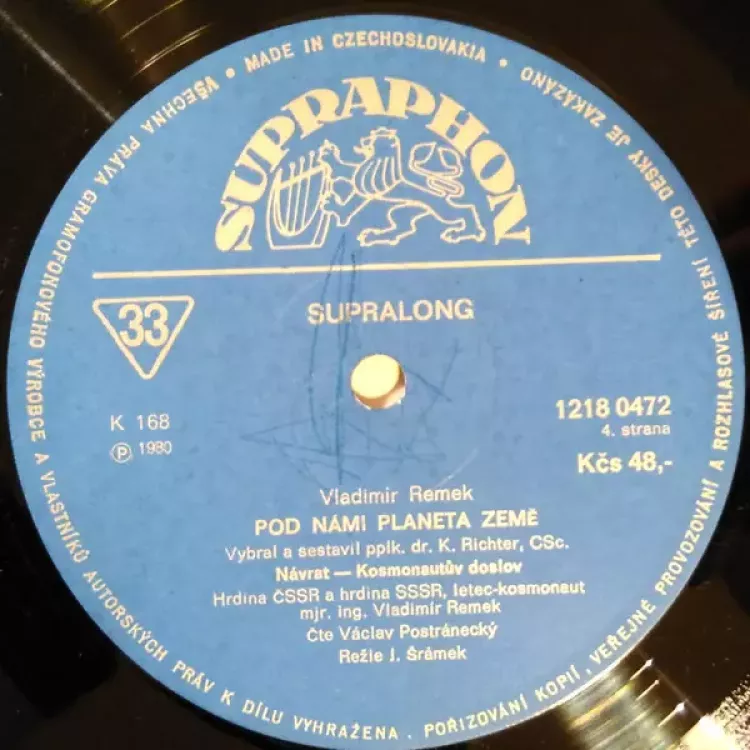 VŠECHNA PRÁVA GRAMOFONOVÉHO VÝROBCE A VLASTNÍKŮ AUTORSKÝCH PRÁV K DÍLU VYHRAŽENA . POŘIZOVÁNÍ KOPIÍ, VEŘEJNÉ PROVOZOVÁNÍ A ROZHLASOVÉ ŠÍŘENÍ TÉTO DESKY JE ZAKÁZÁNO • MADE IN CZECHOSLOVAKIA •
SUPRAPHON
33
SUPRALONG
K 168
Ⓟ 1980
1218 0472
4. strana
Kčs 48,-
Vladimír Remek
POD NÁMI PLANETA ZEMĚ
Vybral a sestavil pplk. dr. K. Richter, CSc.
Návrat — Kosmonautův doslov
Hrdina ČSSR a hrdina SSSR, letec-kosmonaut
mjr. ing. Vladimír Remek
Čte Václav Postránecký
Režie J. Šrámek